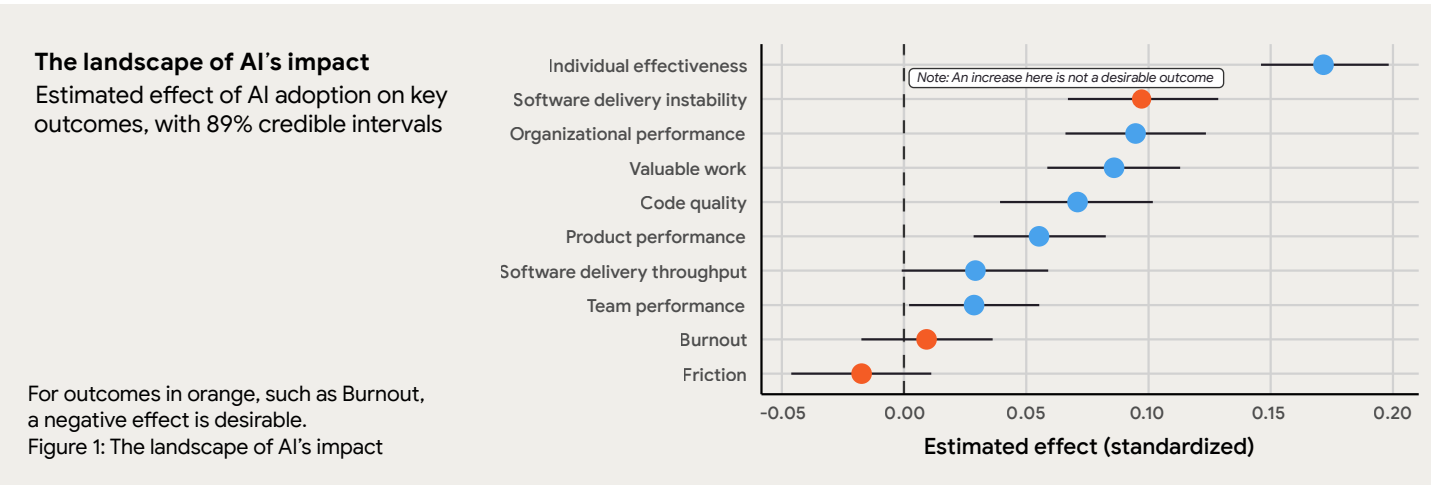 The landscape of AI's impact
Estimated effect of AI adoption on key
outcomes, with 89% credible intervals
Individual effectiveness
Note: An increase here is not a desirable outcome
Software delivery instability
Organizational performance
Valuable work
Code quality
Product performance
Software delivery throughput
Team performance
Burnout
Friction
-0.05 0.00 0.05 0.10 0.15 0.20
Estimated effect (standardized)
For outcomes in orange, such as Burnout,
a negative effect is desirable.
Figure 1: The landscape of AI's impact